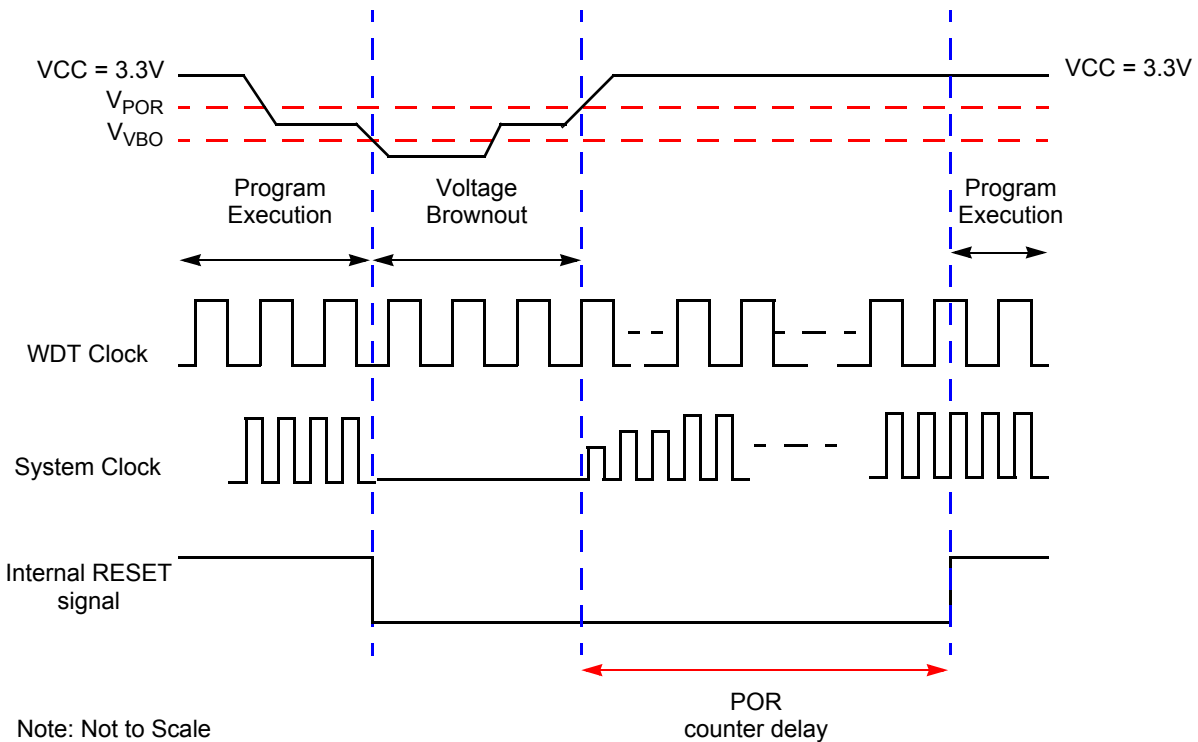 VCC = 3.3V
VCC = 3.3V
VPOR
VVBO
Program
Execution
Voltage
Brownout
Program
Execution
WDT Clock
System Clock
Internal RESET
signal
POR
counter delay
Note: Not to Scale